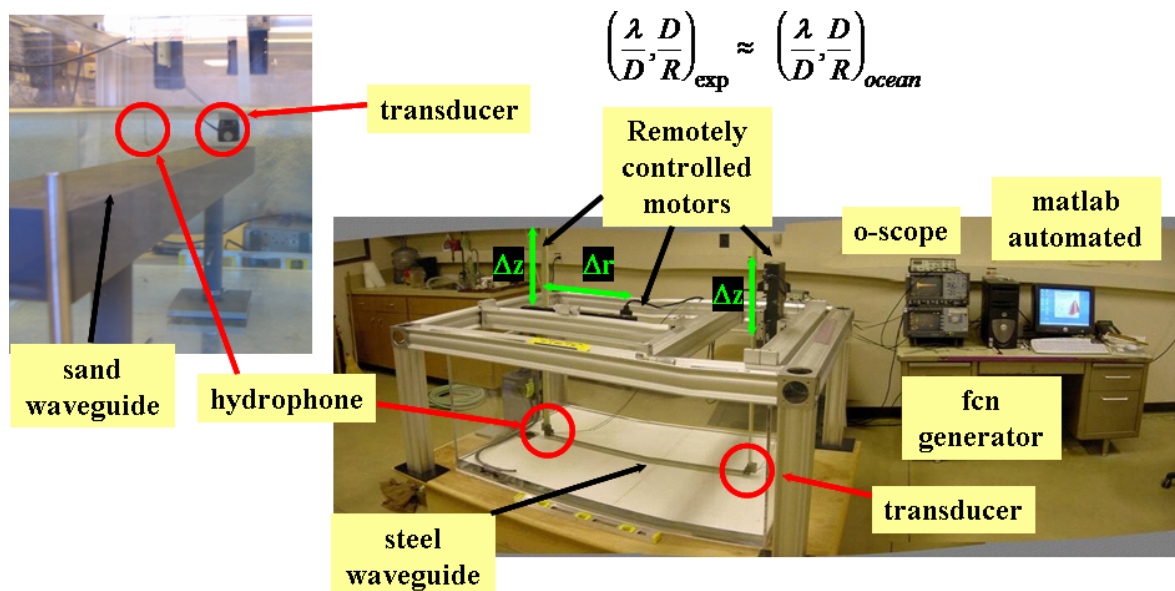 (λ/D, D/R)exp ≈ (λ/D, D/R)ocean
transducer
Remotely
controlled
motors
matlab
automated
o-scope
Δz
Δr
Δz
sand
waveguide
hydrophone
fcn
generator
transducer
steel
waveguide